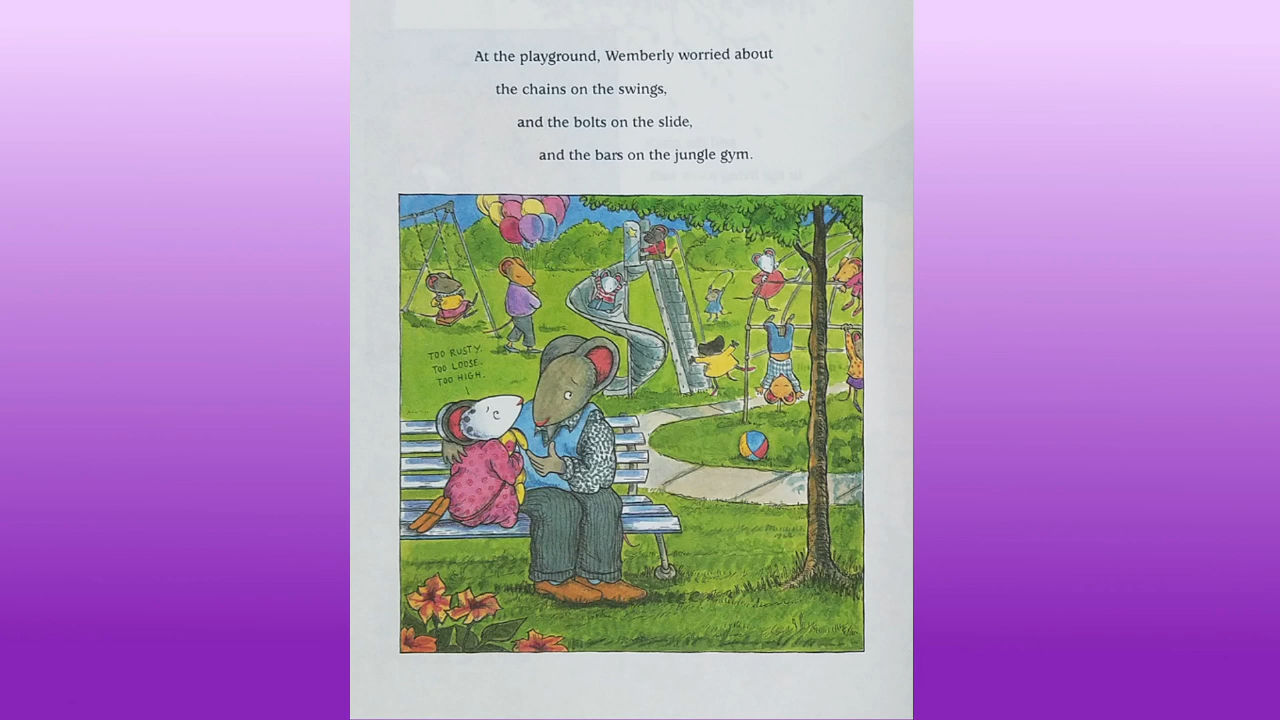 At the playground, Wemberly worried about
the chains on the swings,
and the bolts on the slide,
and the bars on the jungle gym.
TOO RUSTY.
TOO LOOSE.
TOO HIGH.